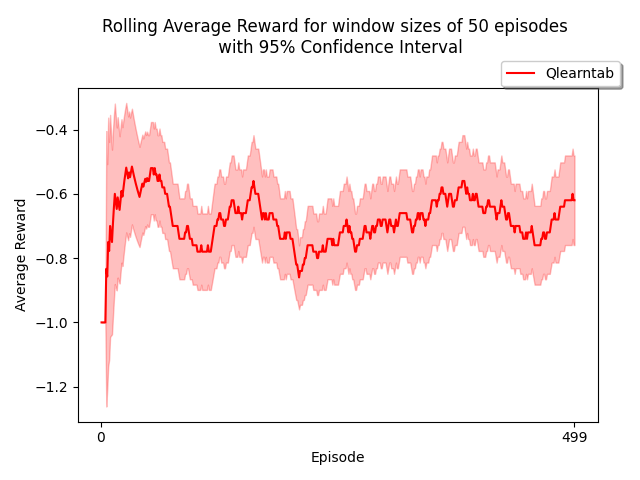 Rolling Average Reward for window sizes of 50 episodes
with 95% Confidence Interval
Qlearntab
−0.4
−0.6
−0.8
−1.0
−1.2
Average Reward
0
499
Episode